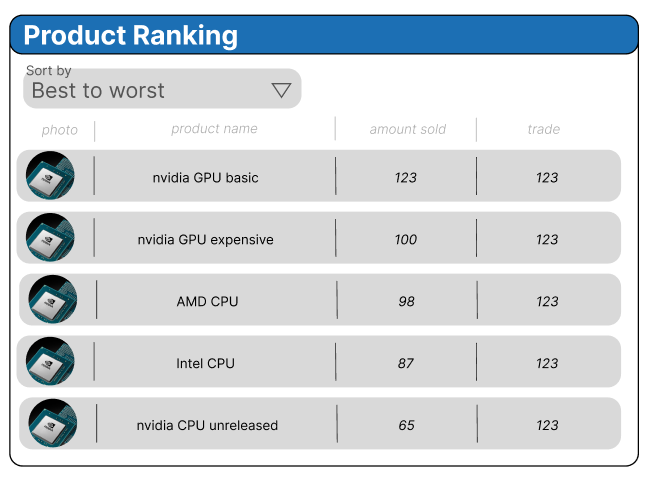 Product Ranking
Sort by
Best to worst
photo product name amount sold trade
nvidia GPU basic 123 123
nvidia GPU expensive 100 123
AMD CPU 98 123
Intel CPU 87 123
nvidia CPU unreleased 65 123